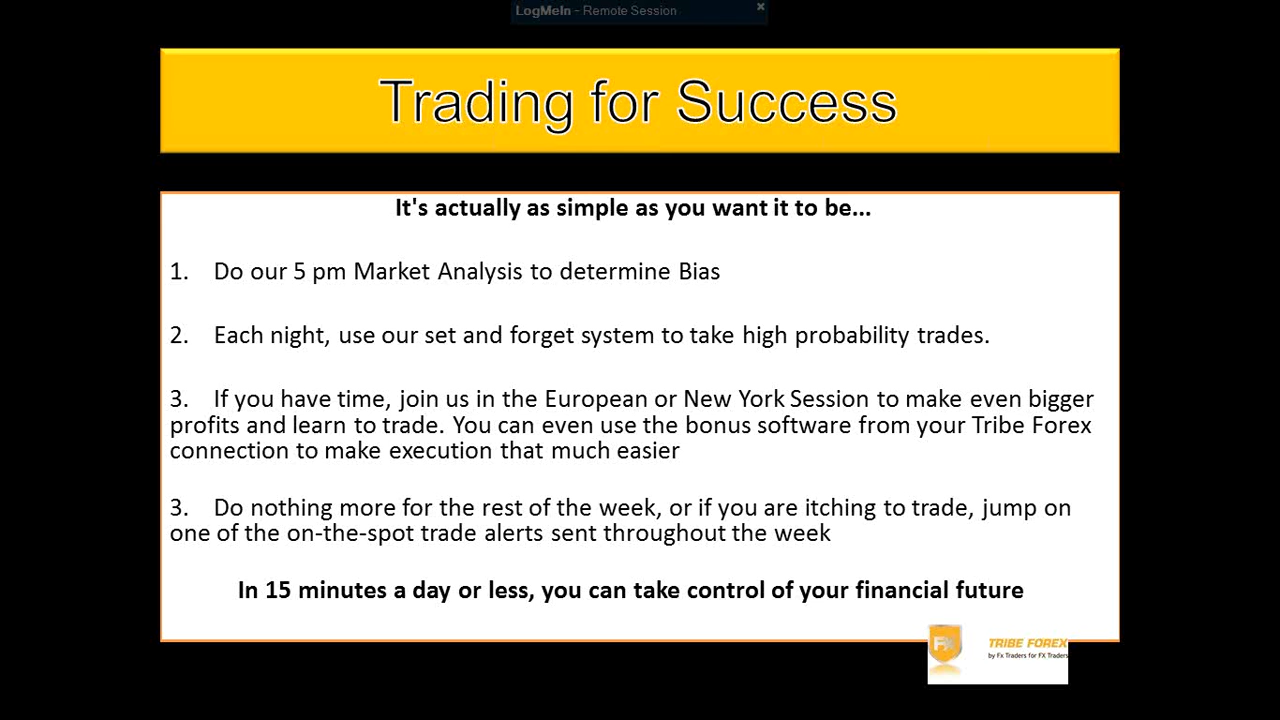 LogMeIn - Remote Session
Trading for Success
It's actually as simple as you want it to be...
1. Do our 5 pm Market Analysis to determine Bias
2. Each night, use our set and forget system to take high probability trades.
3. If you have time, join us in the European or New York Session to make even bigger
profits and learn to trade. You can even use the bonus software from your Tribe Forex
connection to make execution that much easier
3. Do nothing more for the rest of the week, or if you are itching to trade, jump on
one of the on-the-spot trade alerts sent throughout the week
In 15 minutes a day or less, you can take control of your financial future
FX
TRIBE FOREX
by Fx Traders for FX Traders